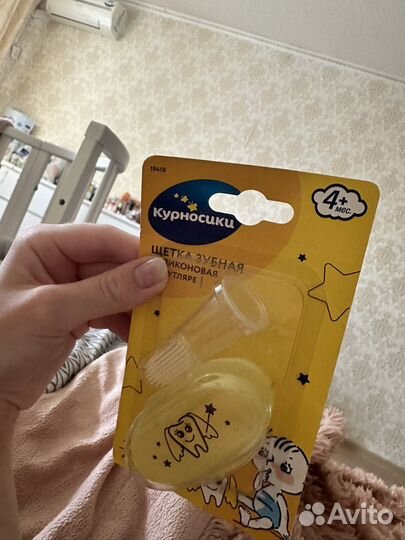 19418
Курносики
4+
мес.
ЩЕТКА ЗУБНАЯ
Avito